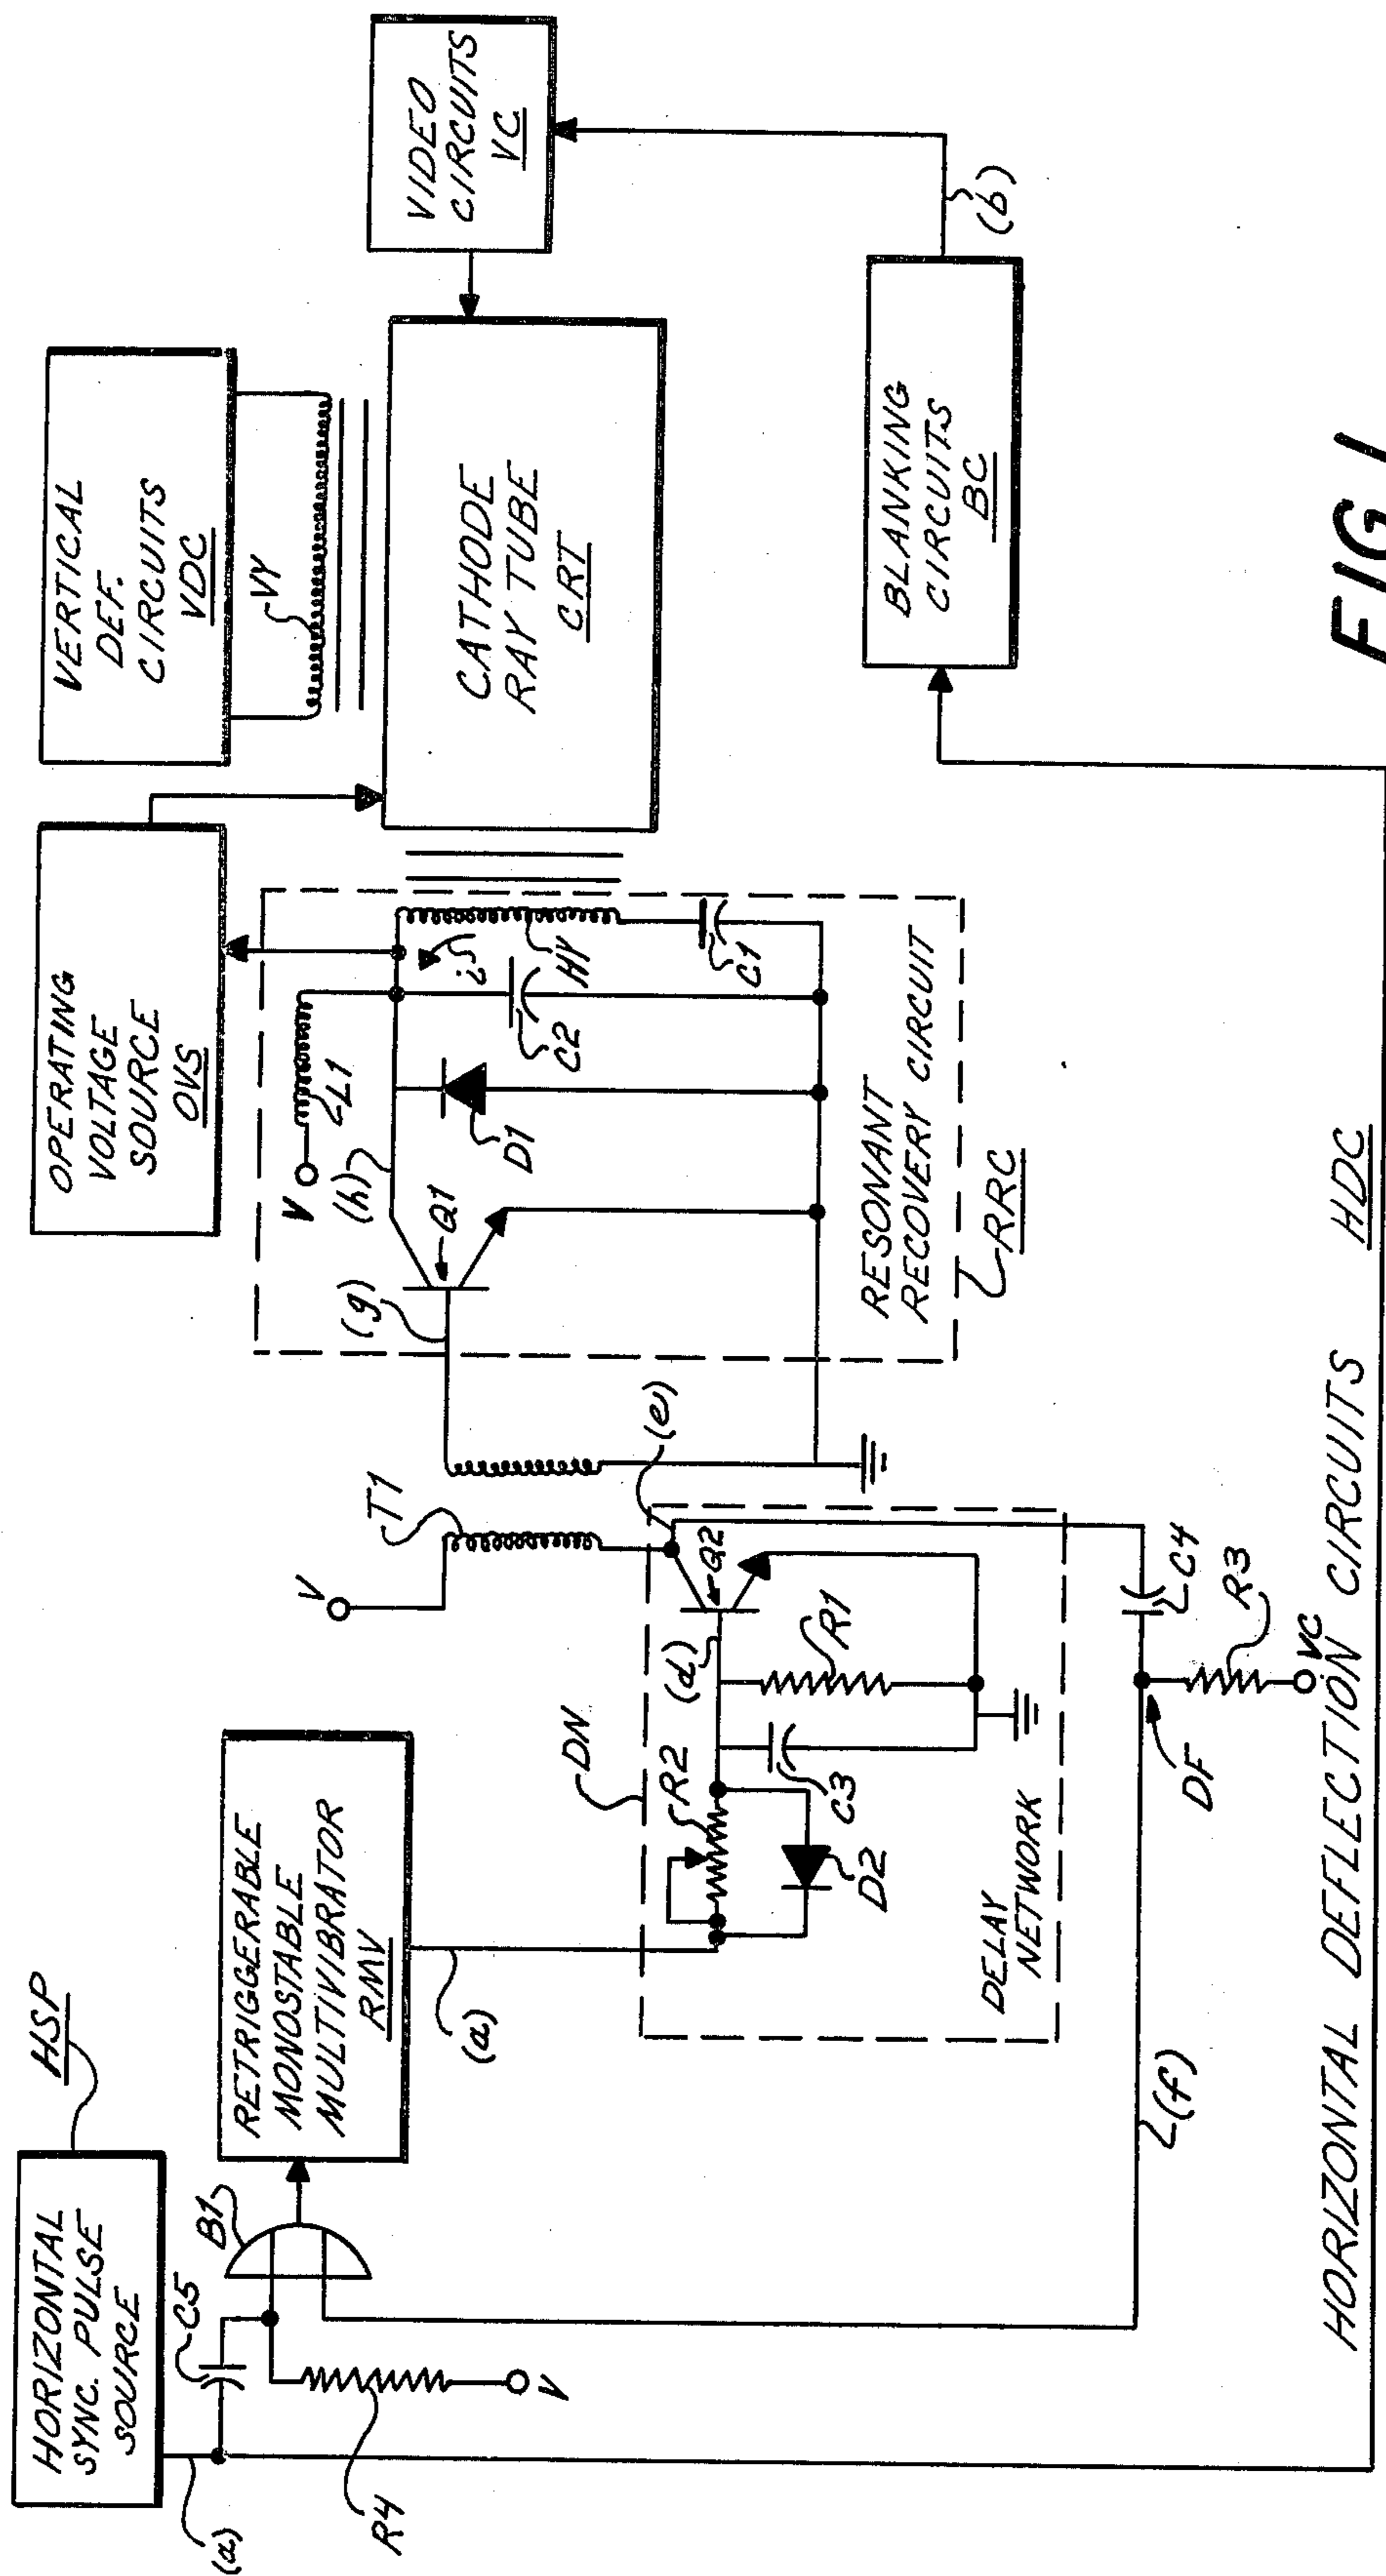 HORIZONTAL
SYNC. PULSE
SOURCE
HSP
(a)
C5
R4
V
B1
RETRIGGERABLE
MONOSTABLE
MULTIVIBRATOR
RMV
(a)
DN
R2
D2
C3
R1
(d)
Q2
(e)
DELAY
NETWORK
T1
V
C4
R3
VC
DF
(f)
(g)
Q1
(h)
V
L1
D1
C2
i
HY
C1
RESONANT
RECOVERY CIRCUIT
RRC
OPERATING
VOLTAGE
SOURCE
OVS
VERTICAL
DEF.
CIRCUITS
VDC
VY
CATHODE
RAY TUBE
CRT
VIDEO
CIRCUITS
VC
BLANKING
CIRCUITS
BC
(b)
HORIZONTAL DEFLECTION CIRCUITS HDC
FIG. 1